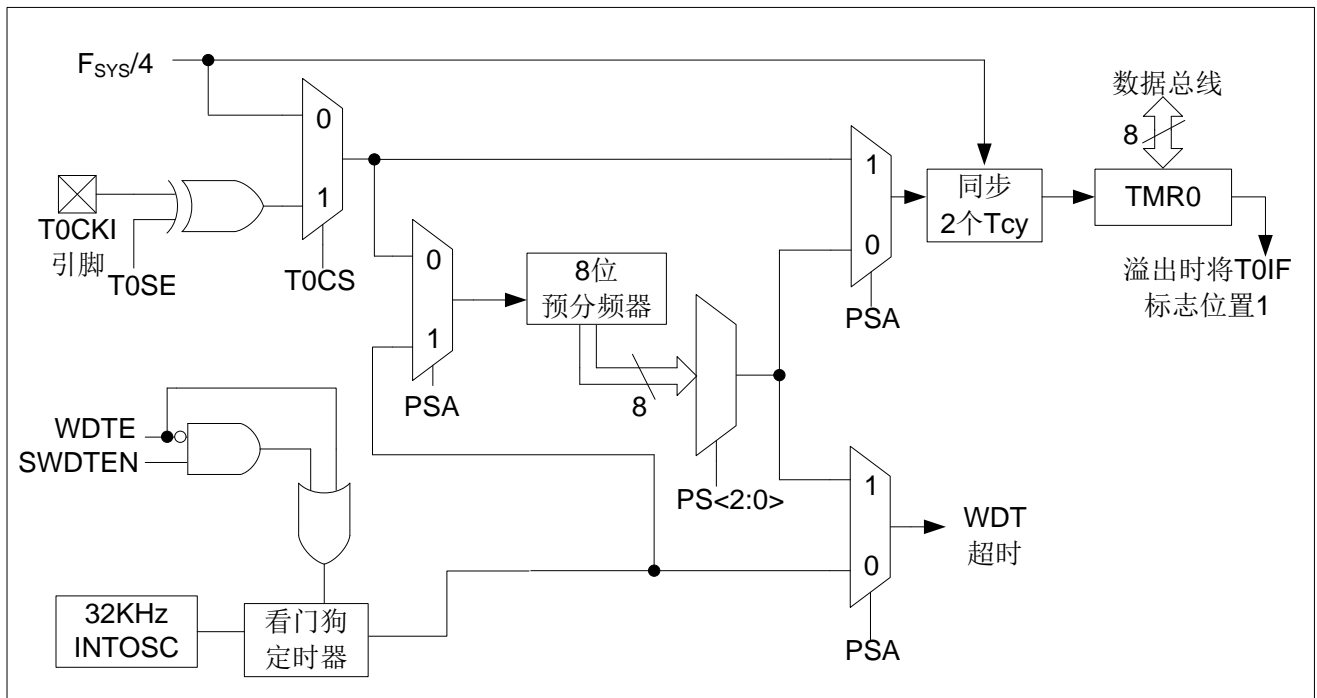 FSYS/4
数据总线
8
0
1
T0CKI
引脚
T0SE
T0CS
1
0
PSA
同步
2个Tcy
TMR0
溢出时将T0IF
标志位置1
0
1
PSA
8位
预分频器
8
PS<2:0>
WDTE
SWDTEN
1
0
PSA
WDT
超时
32KHz
INTOSC
看门狗
定时器